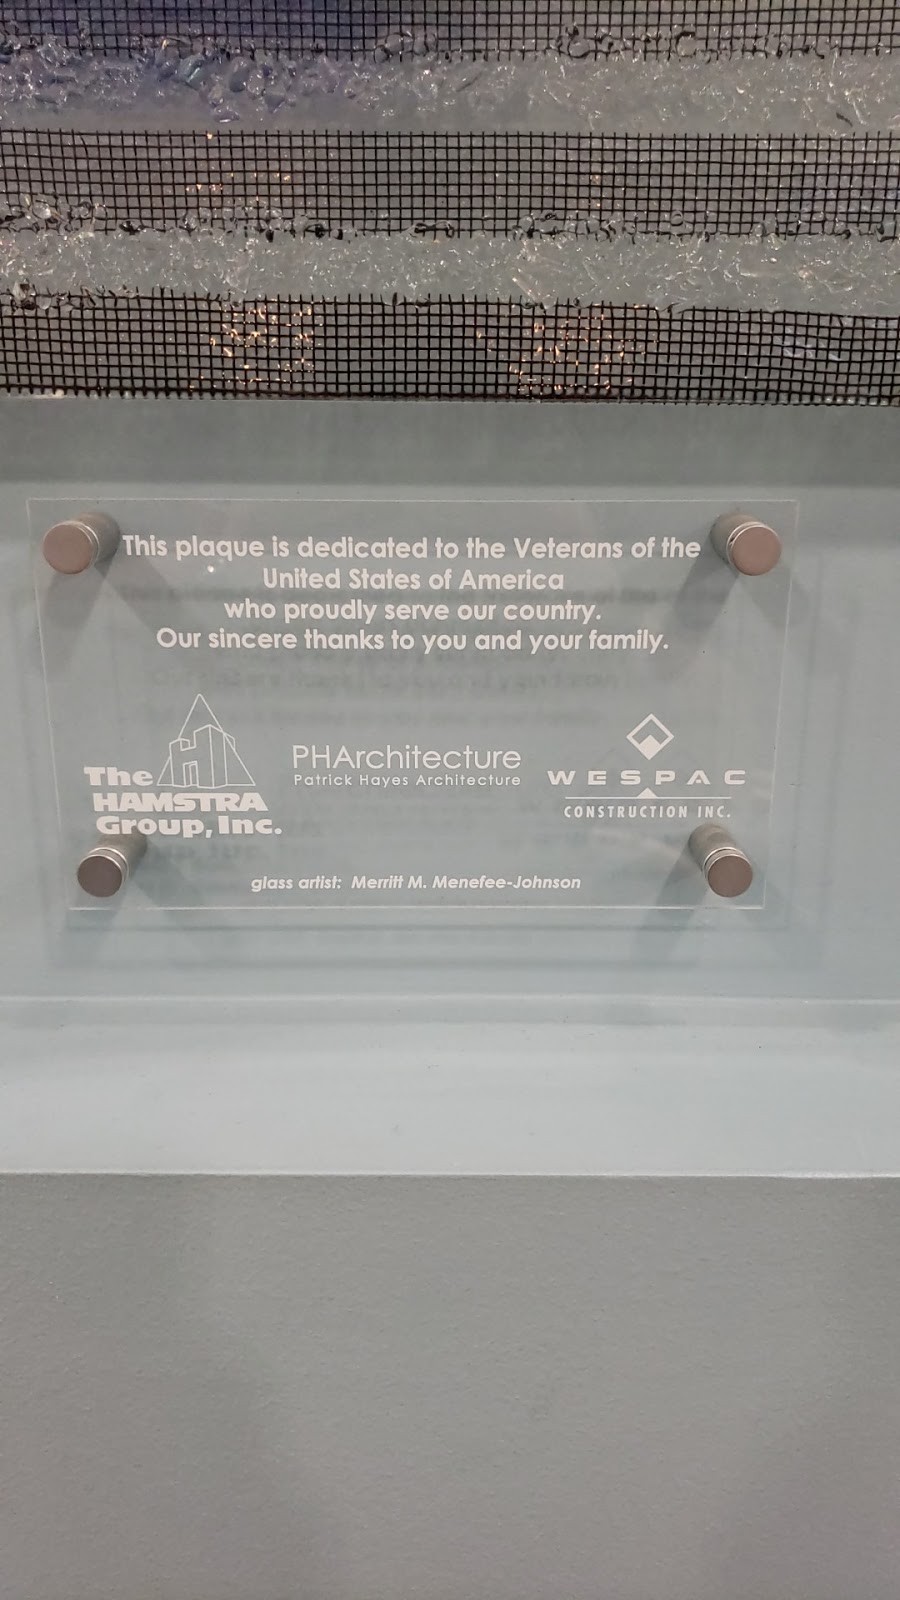 This plaque is dedicated to the Veterans of the
United States of America
who proudly serve our country.
Our sincere thanks to you and your family.
The
HAMSTRA
Group, Inc.
PHArchitecture
Patrick Hayes Architecture
WESPAC
CONSTRUCTION INC.
glass artist: Merritt M. Menefee-Johnson